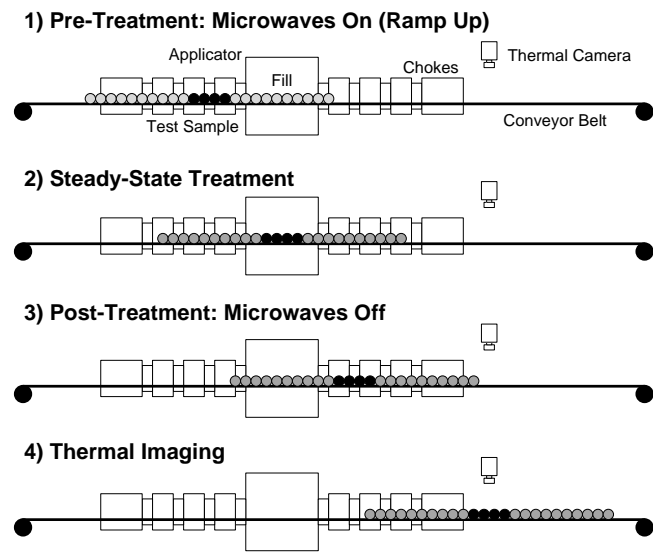 1) Pre-Treatment: Microwaves On (Ramp Up)
Applicator
Thermal Camera
Fill
Chokes
Test Sample
Conveyor Belt
2) Steady-State Treatment
3) Post-Treatment: Microwaves Off
4) Thermal Imaging